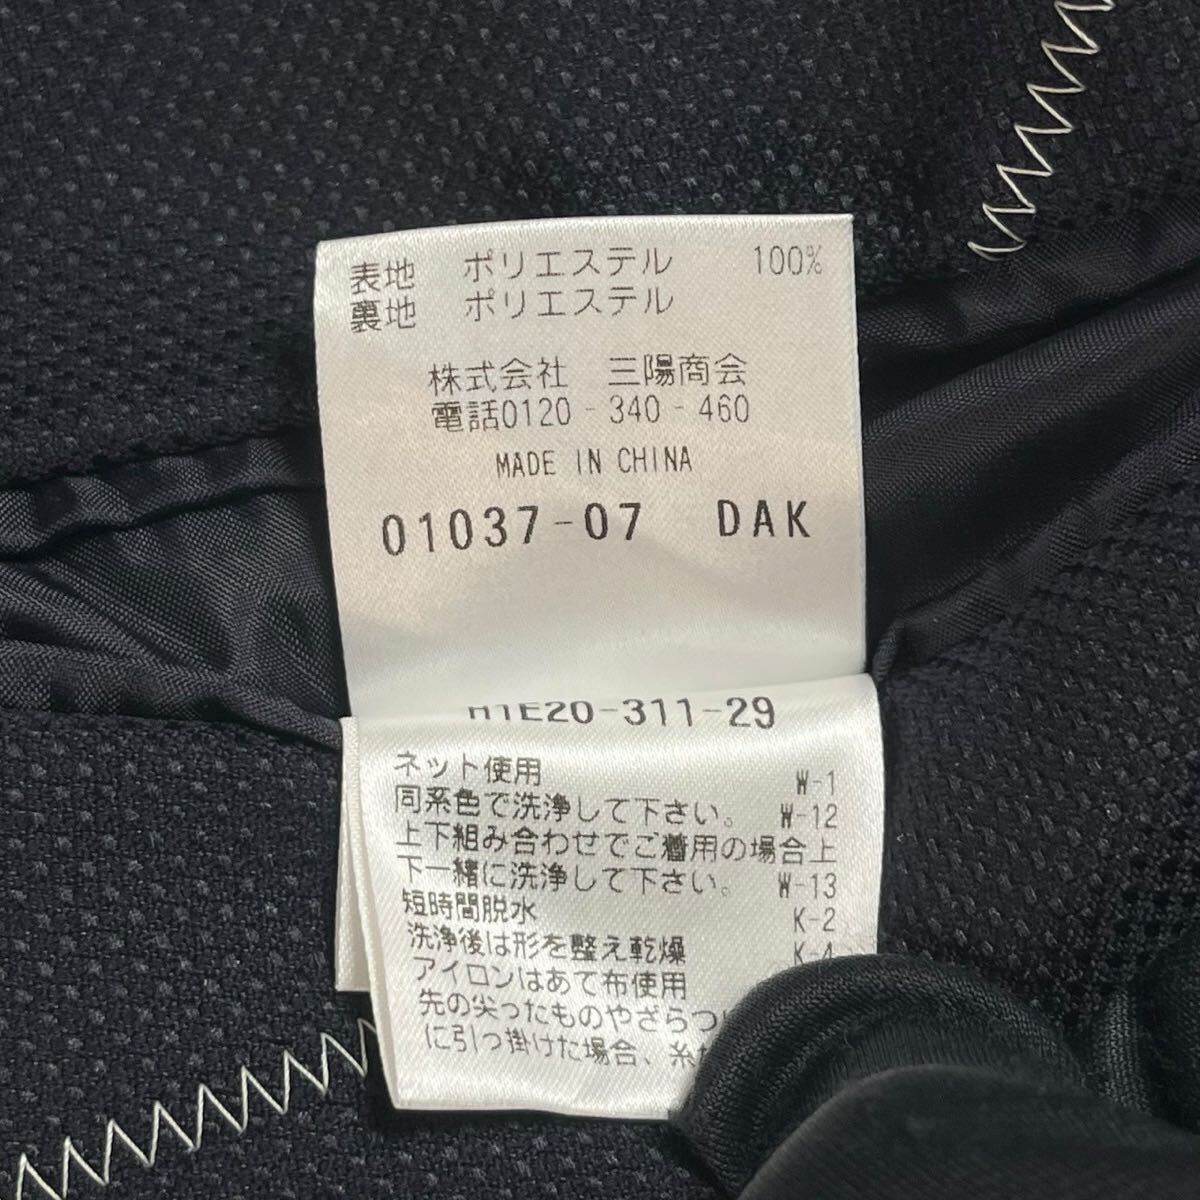 表地 ポリエステル 100%
裏地 ポリエステル
株式会社 三陽商会
電話0120-340-460
MADE IN CHINA
01037-07 DAK
H1E20-311-29
ネット使用 W-1
同系色で洗浄して下さい。 W-12
上下組み合わせでご着用の場合上
下一緒に洗浄して下さい。 W-13
短時間脱水 K-2
洗浄後は形を整え乾燥 K-4
アイロンはあて布使用
先の尖ったものやざらつ
に引っ掛けた場合、糸